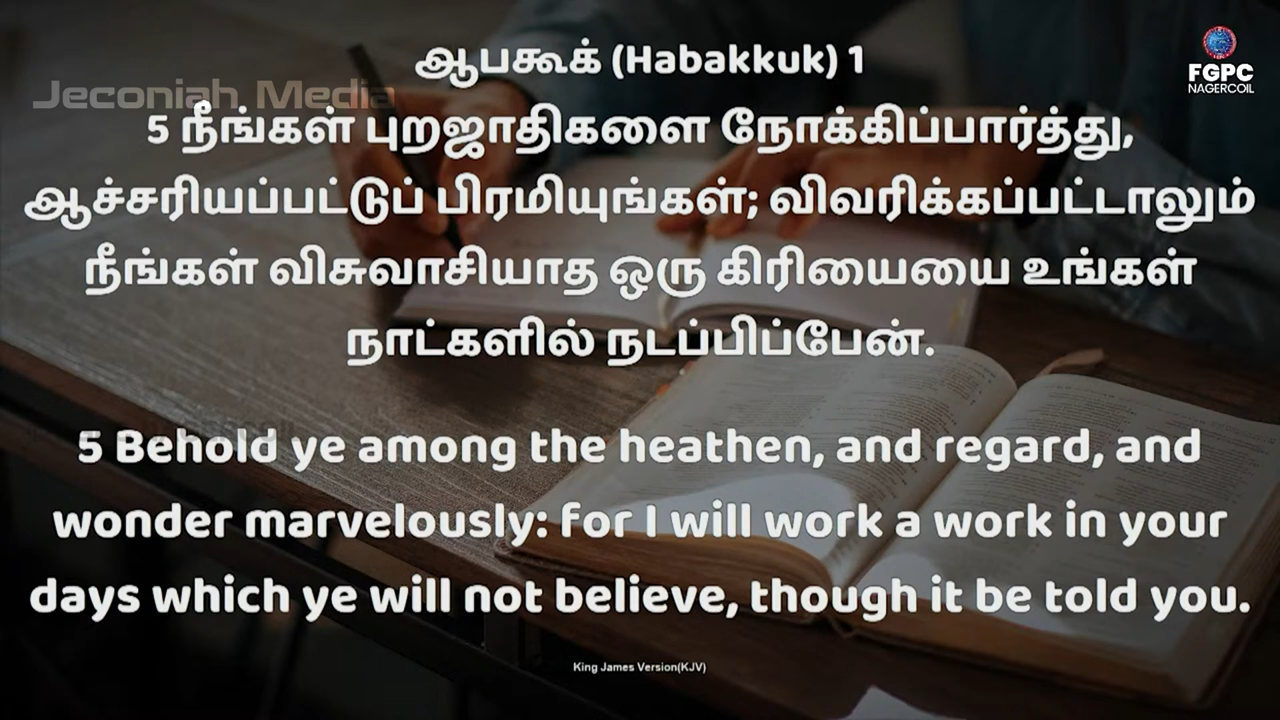 ஆபகூக் (Habakkuk) 1
FGPC
NAGERCOIL
Jeconiah Media
5 நீங்கள் புறஜாதிகளை நோக்கிப்பார்த்து,
ஆச்சரியப்பட்டுப் பிரமியுங்கள்; விவரிக்கப்பட்டாலும்
நீங்கள் விசுவாசியாத ஒரு கிரியையை உங்கள்
நாட்களில் நடப்பிப்பேன்.
5 Behold ye among the heathen, and regard, and
wonder marvelously: for I will work a work in your
days which ye will not believe, though it be told you.
King James Version(KJV)